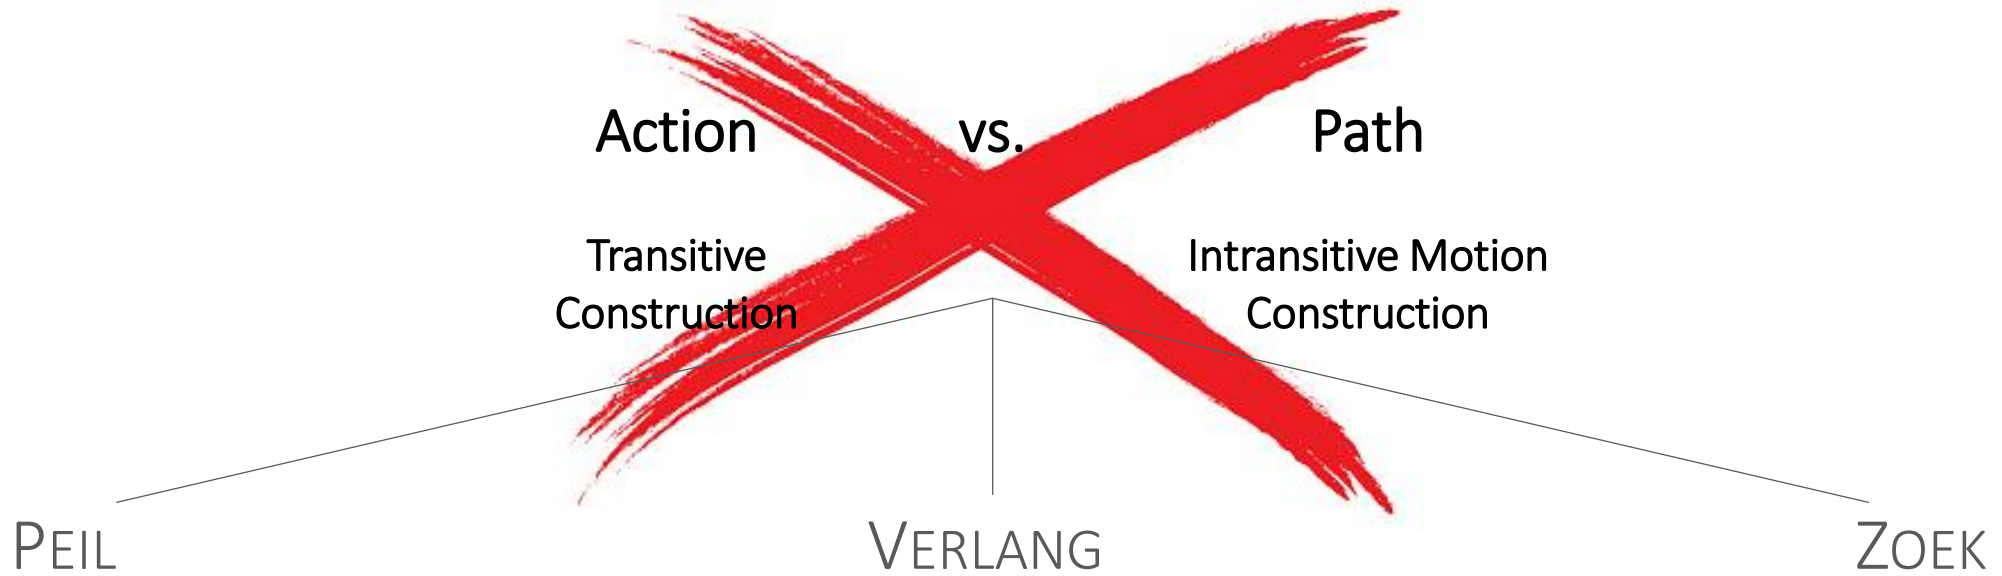 Action vs. Path
Transitive Intransitive Motion
Construction Construction
PEIL VERLANG ZOEK